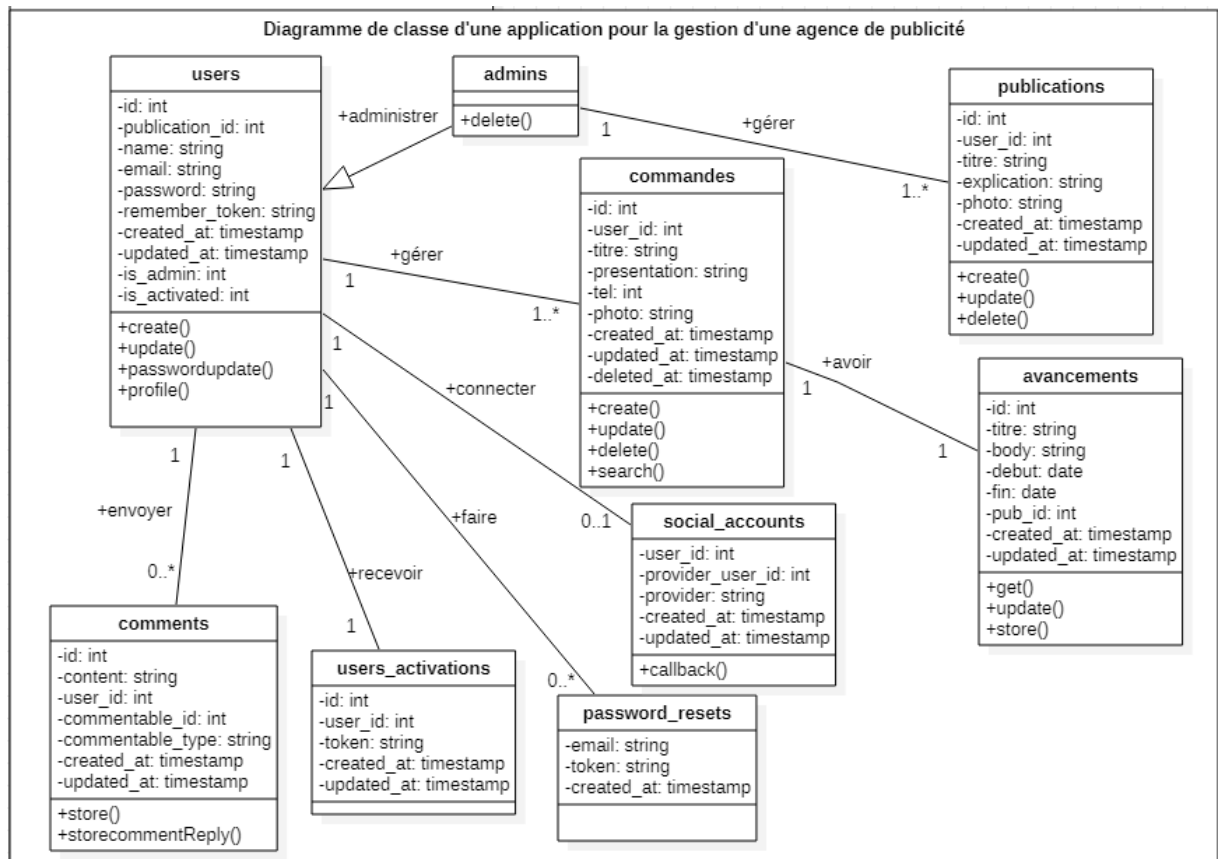 Diagramme de classe d'une application pour la gestion d'une agence de publicité
users
-id: int
-publication_id: int
-name: string
-email: string
-password: string
-remember_token: string
-created_at: timestamp
-updated_at: timestamp
-is_admin: int
-is_activated: int
+create()
+update()
+passwordupdate()
+profile()
+administrer
admins
+delete()
1
+gérer
1..*
publications
-id: int
-user_id: int
-titre: string
-explication: string
-photo: string
-created_at: timestamp
-updated_at: timestamp
+create()
+update()
+delete()
+gérer
1
1..*
commandes
-id: int
-user_id: int
-titre: string
-presentation: string
-tel: int
-photo: string
-created_at: timestamp
-updated_at: timestamp
-deleted_at: timestamp
+create()
+update()
+delete()
+search()
+avoir
1
1
avancements
-id: int
-titre: string
-body: string
-debut: date
-fin: date
-pub_id: int
-created_at: timestamp
-updated_at: timestamp
+get()
+update()
+store()
1
+connecter
0..1
social_accounts
-user_id: int
-provider_user_id: int
-provider: string
-created_at: timestamp
-updated_at: timestamp
+callback()
1
+faire
0..*
password_resets
-email: string
-token: string
-created_at: timestamp
1
+recevoir
1
users_activations
-id: int
-user_id: int
-token: string
-created_at: timestamp
-updated_at: timestamp
1
+envoyer
0..*
comments
-id: int
-content: string
-user_id: int
-commentable_id: int
-commentable_type: string
-created_at: timestamp
-updated_at: timestamp
+store()
+storecommentReply()